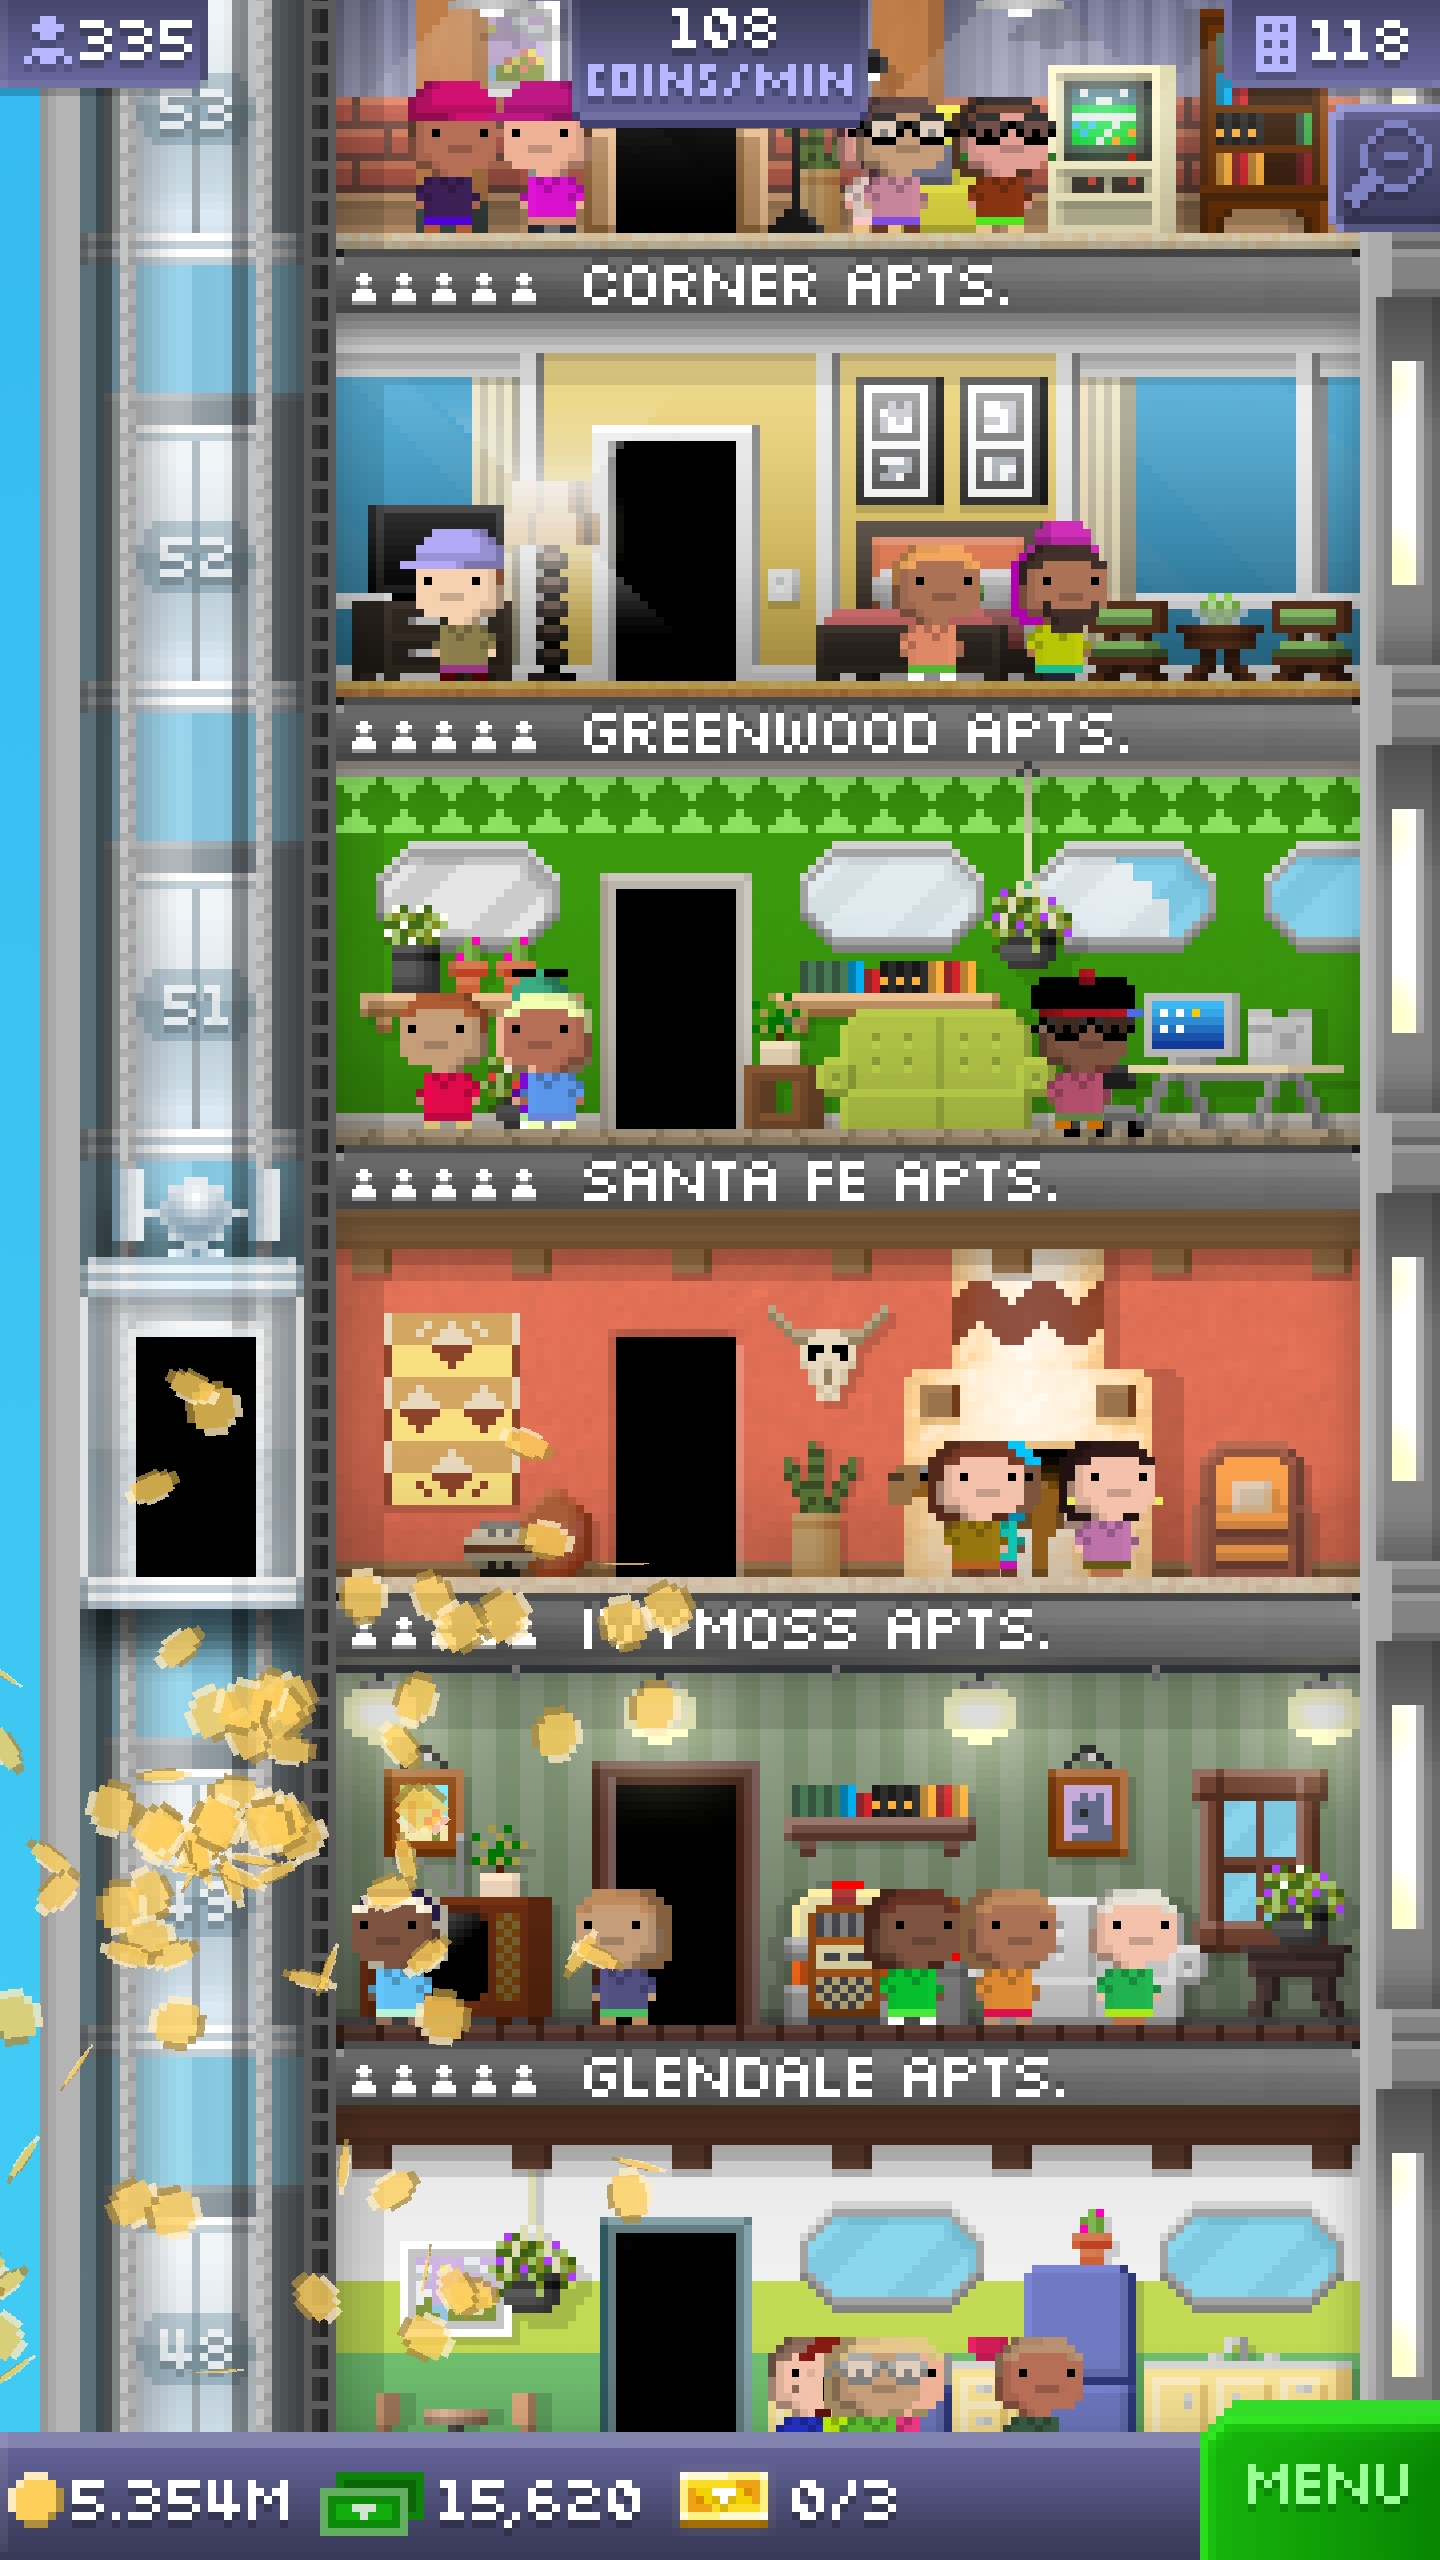 335
108
COINS/MIN
118
53
CORNER APTS.
52
GREENWOOD APTS.
51
SANTA FE APTS.
MOSS APTS.
49
GLENDALE APTS.
48
5.354M
15,620
0/3
MENU